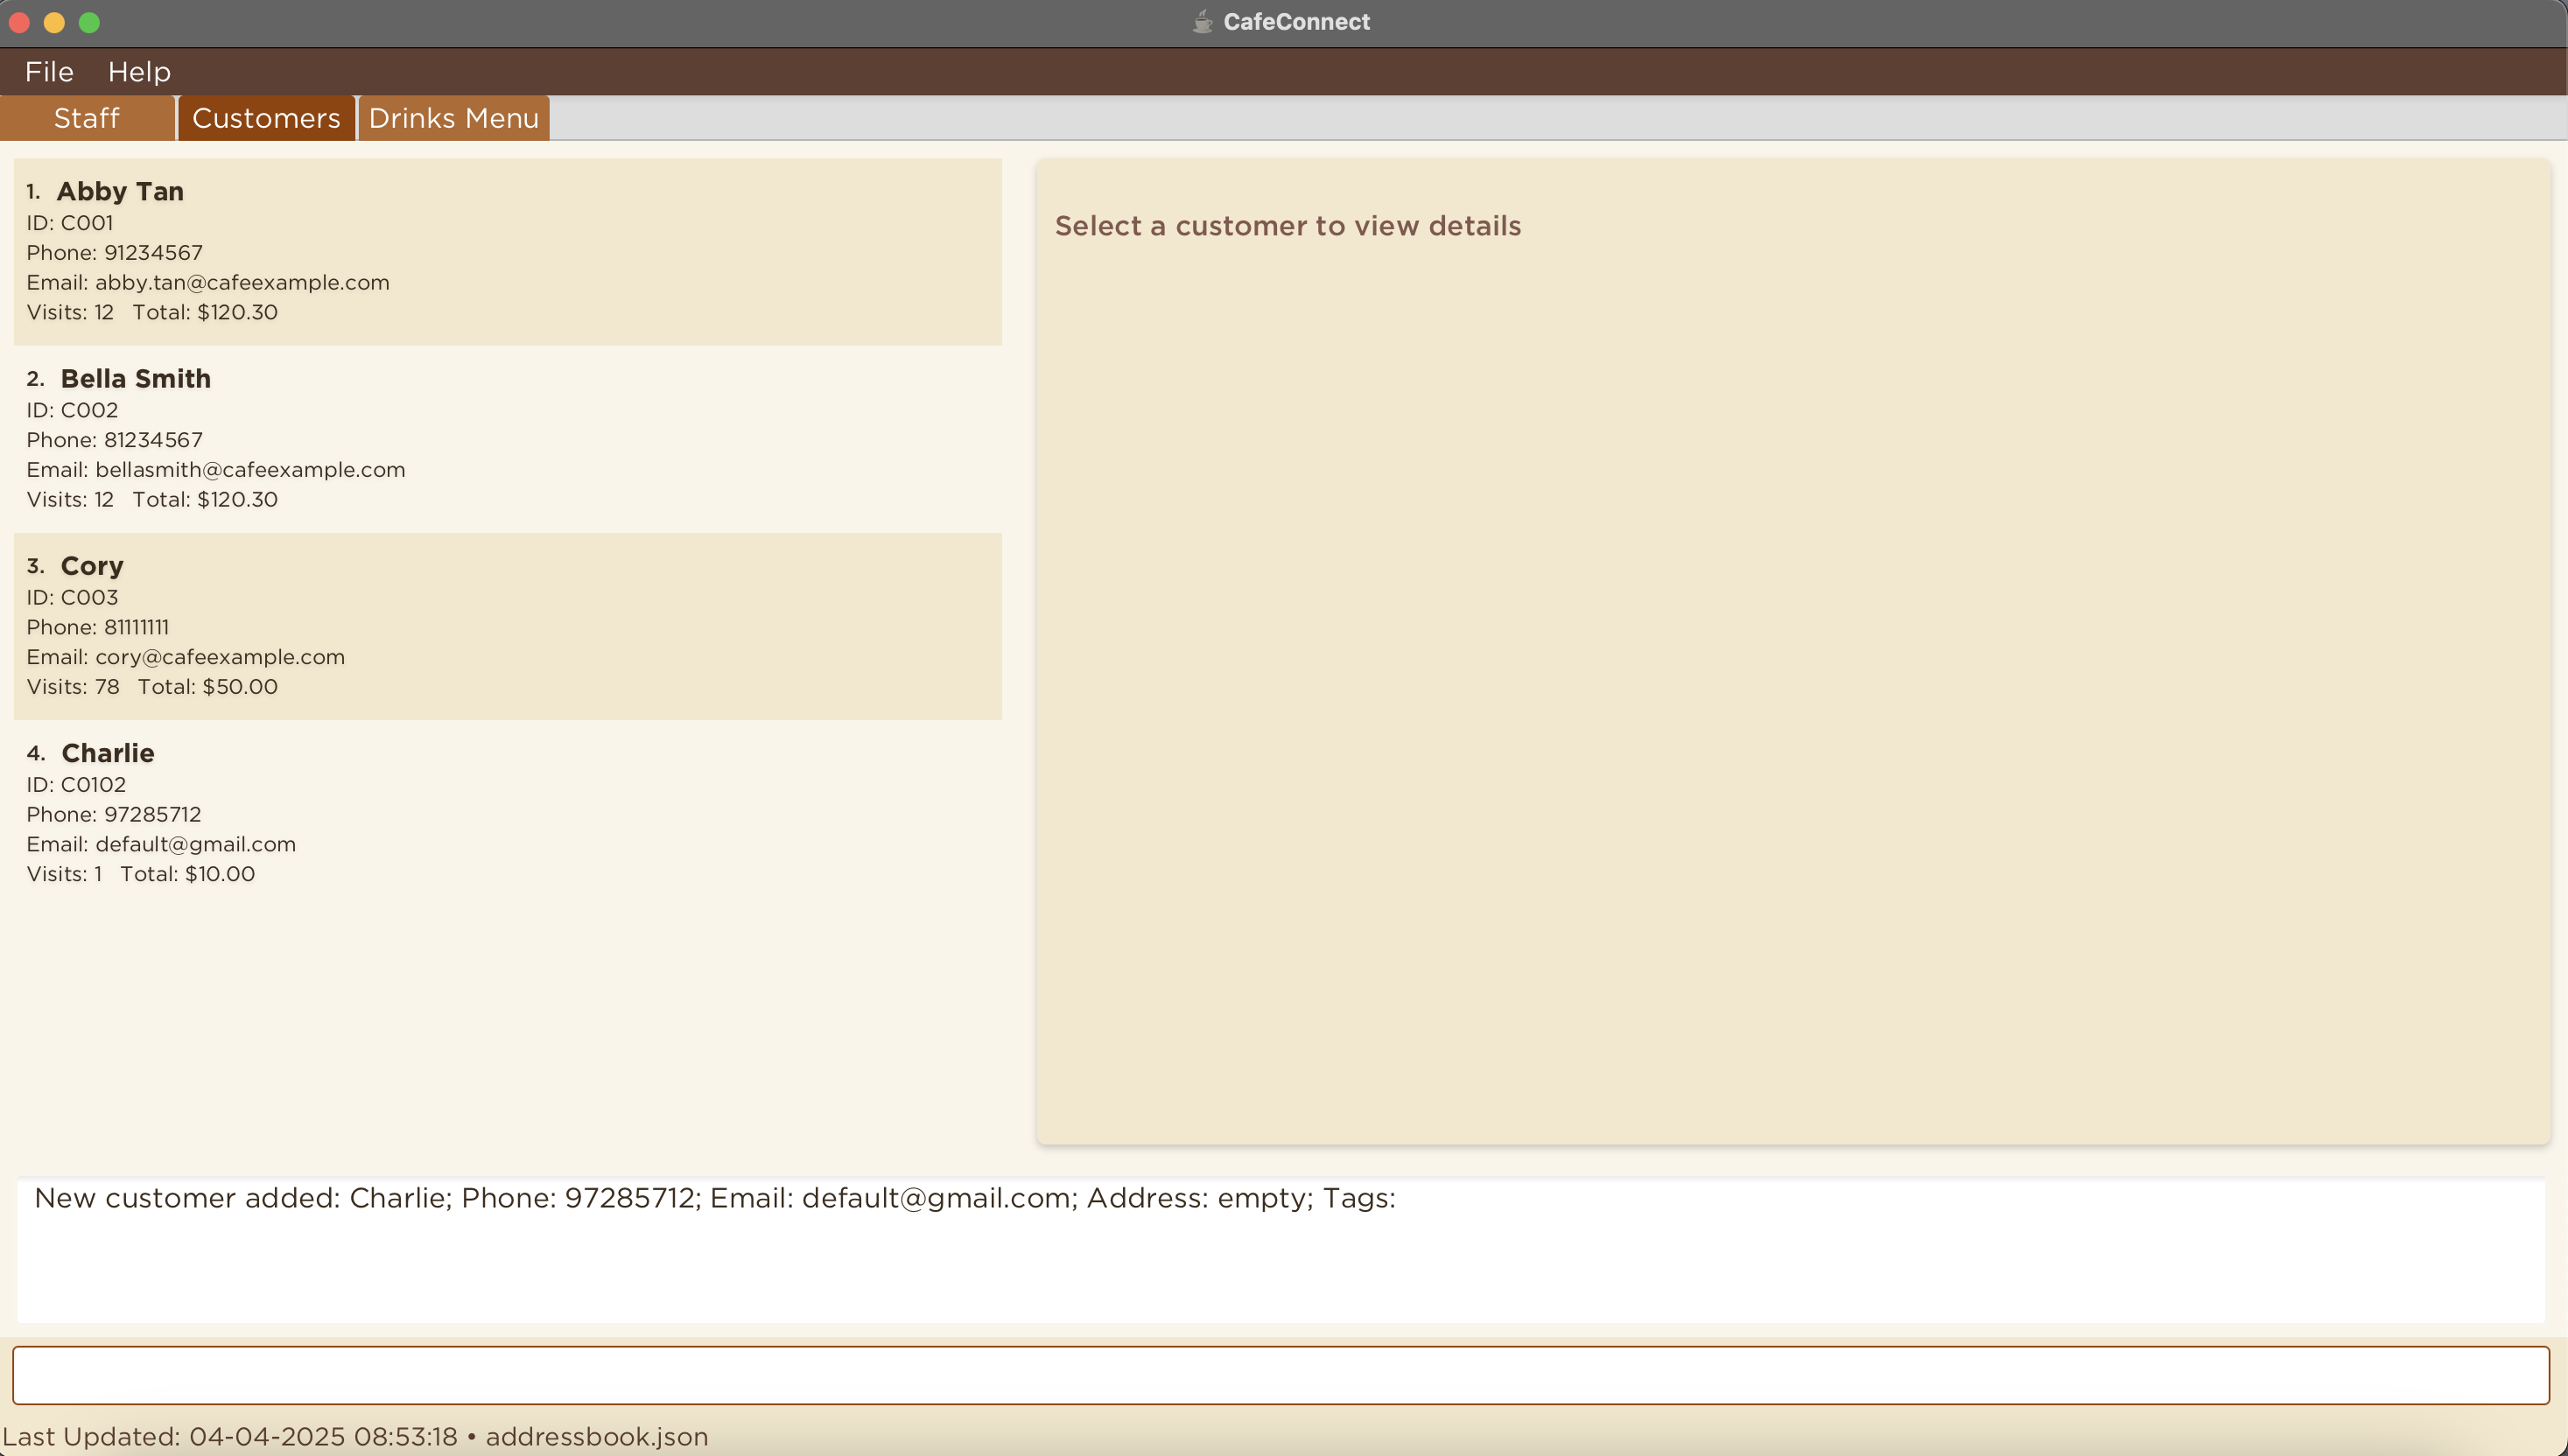 CafeConnect
File Help
Staff Customers Drinks Menu
1. Abby Tan
ID: C001
Phone: 91234567
Email: abby.tan@cafeexample.com
Visits: 12 Total: $120.30
2. Bella Smith
ID: C002
Phone: 81234567
Email: bellasmith@cafeexample.com
Visits: 12 Total: $120.30
3. Cory
ID: C003
Phone: 81111111
Email: cory@cafeexample.com
Visits: 78 Total: $50.00
4. Charlie
ID: C0102
Phone: 97285712
Email: default@gmail.com
Visits: 1 Total: $10.00
Select a customer to view details
New customer added: Charlie; Phone: 97285712; Email: default@gmail.com; Address: empty; Tags:
Last Updated: 04-04-2025 08:53:18 • addressbook.json